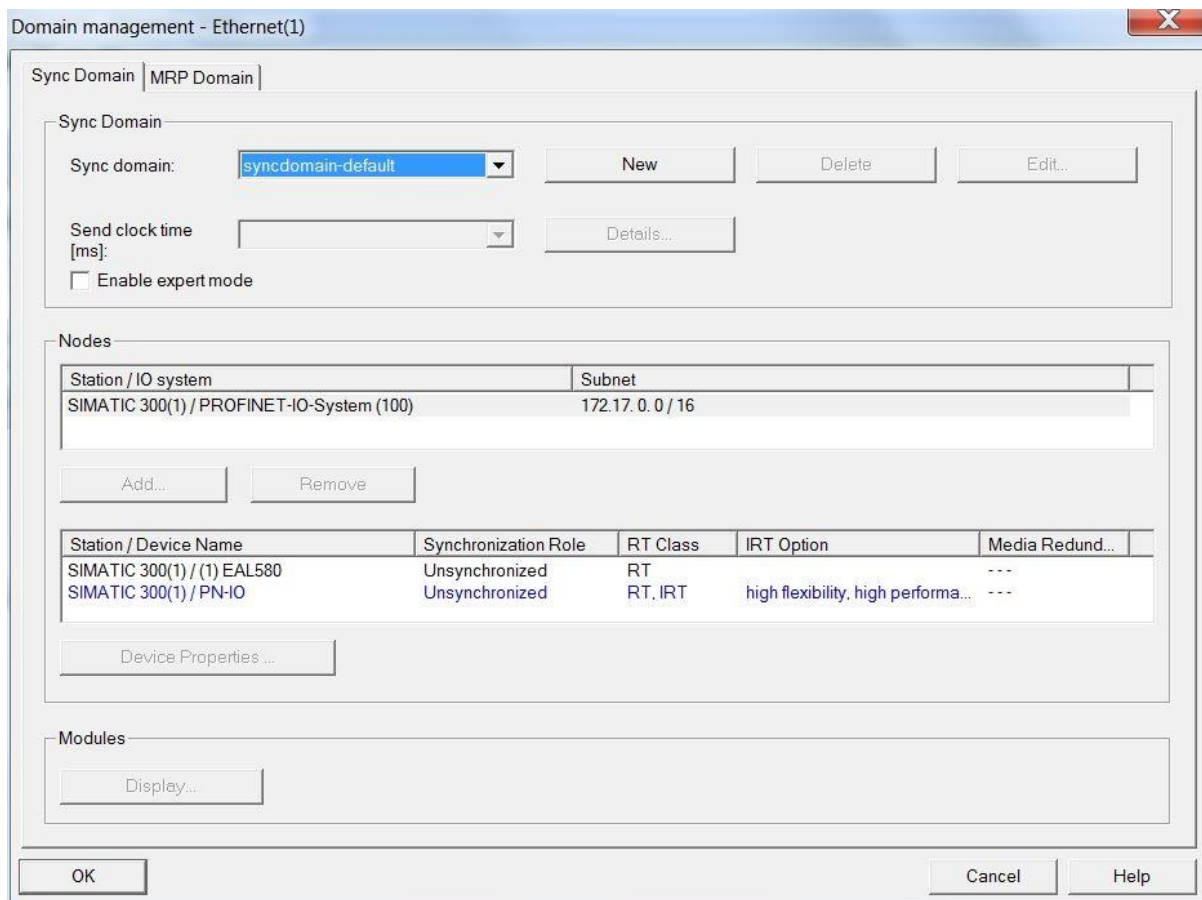 Domain management - Ethernet(1)
Sync Domain MRP Domain
Sync Domain
Sync domain: syncdomain-default New Delete Edit...
Send clock time
[ms]: Details...
Enable expert mode
Nodes
Station / IO system Subnet
SIMATIC 300(1) / PROFINET-IO-System (100) 172.17. 0. 0 / 16
Add... Remove
Station / Device Name Synchronization Role RT Class IRT Option Media Redund...
SIMATIC 300(1) / (1) EAL580 Unsynchronized RT ---
SIMATIC 300(1) / PN-IO Unsynchronized RT, IRT high flexibility, high performa... ---
Device Properties ...
Modules
Display...
OK Cancel Help